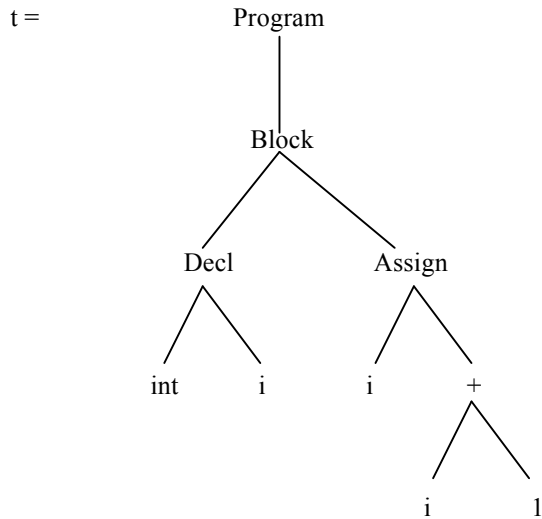 t = Program
Block
Decl Assign
int i i +
i 1